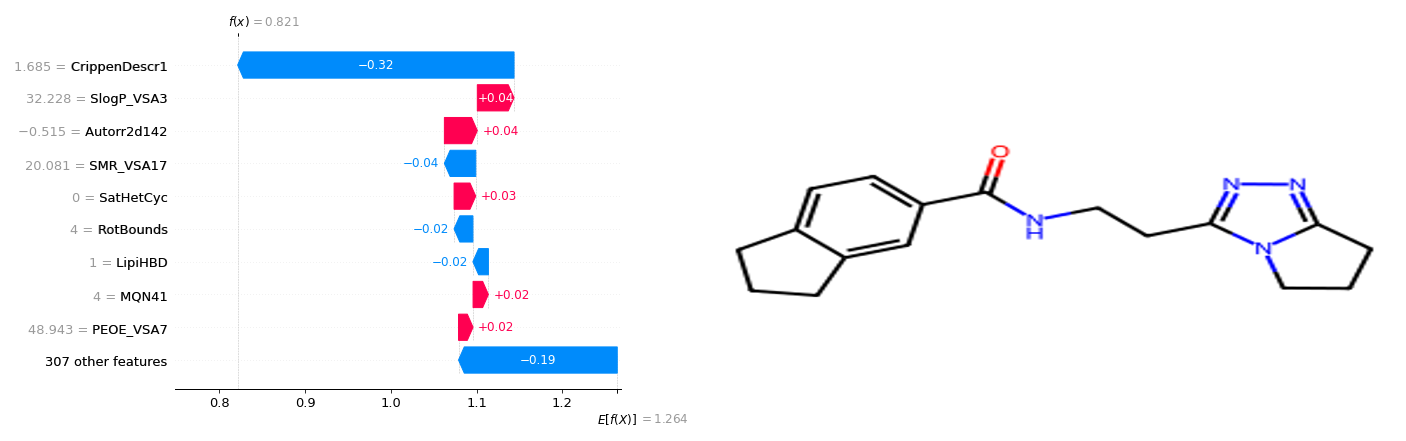 f(x) = 0.821
1.685 = CrippenDescr1
−0.32
32.228 = SlogP_VSA3
+0.04
−0.515 = Autorr2d142
+0.04
20.081 = SMR_VSA17
−0.04
0 = SatHetCyc
+0.03
4 = RotBounds
−0.02
1 = LipiHBD
−0.02
4 = MQN41
+0.02
48.943 = PEOE_VSA7
+0.02
307 other features
−0.19
0.8 0.9 1.0 1.1 1.2
E[f(X)] = 1.264
O
N N
N
H
N